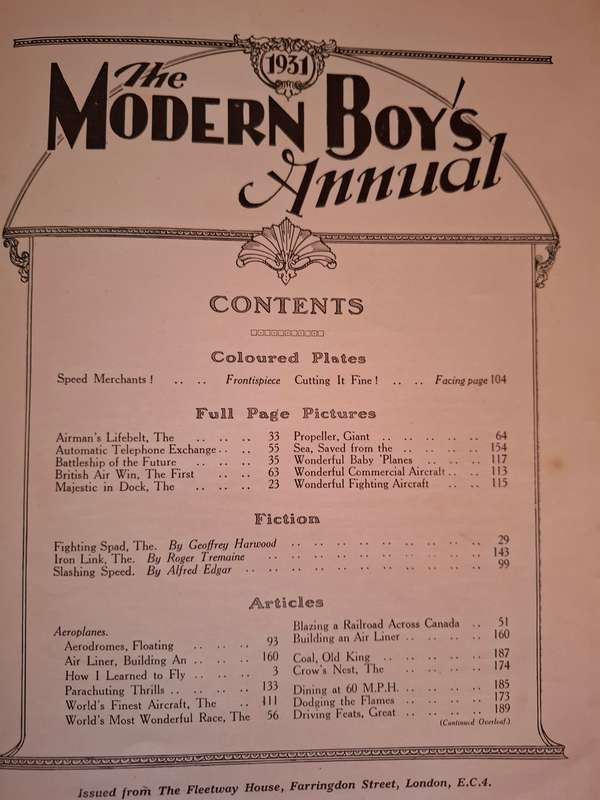 1931
The
MODERN BOY'S
Annual
CONTENTS
Coloured Plates
Speed Merchants! .. .. Frontispiece
Cutting It Fine! .. .. Facing page 104
Full Page Pictures
Airman's Lifebelt, The .. .. .. 33
Automatic Telephone Exchange .. .. 55
Battleship of the Future .. .. 35
British Air Win, The First .. .. 63
Majestic in Dock, The .. .. .. 23
Propeller, Giant .. .. .. .. .. 64
Sea, Saved from the .. .. .. .. 154
Wonderful Baby 'Planes .. .. .. 117
Wonderful Commercial Aircraft .. .. 113
Wonderful Fighting Aircraft .. .. 115
Fiction
Fighting Spad, The. By Geoffrey Harwood .. .. .. .. .. .. .. .. 29
Iron Link, The. By Roger Tremaine .. .. .. .. .. .. .. .. .. 143
Slashing Speed. By Alfred Edgar .. .. .. .. .. .. .. .. .. .. 99
Articles
Aeroplanes.
Aerodromes, Floating .. .. .. 93
Air Liner, Building An .. .. .. 160
How I Learned to Fly .. .. .. 3
Parachuting Thrills .. .. .. .. 133
World's Finest Aircraft, The .. 111
World's Most Wonderful Race, The 56
Blazing a Railroad Across Canada .. 51
Building an Air Liner .. .. .. .. 160
Coal, Old King .. .. .. .. .. 187
Crow's Nest, The .. .. .. .. 174
Dining at 60 M.P.H. .. .. .. .. 185
Dodging the Flames .. .. .. .. 173
Driving Feats, Great .. .. .. .. 189
(Continued Overleaf.)
Issued from The Fleetway House, Farringdon Street, London, E.C.4.